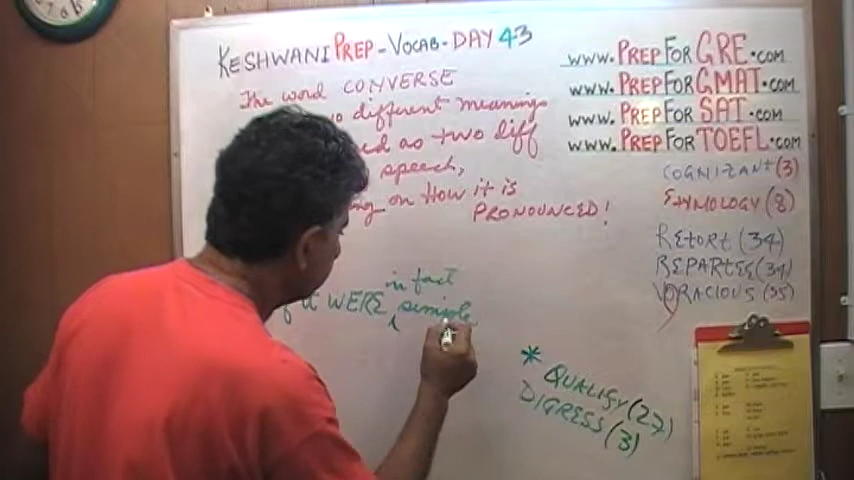 KESHWANI PREP - VOCAB - DAY 43
The word CONVERSE
different meanings
as two diff
speech,
on How it is
PRONOUNCED!
in fact
it WERE simple
www.PREPFORGRE.com
www.PREPFORGMAT.com
www.PREPFORSAT.com
www.PREPFORTOEFL.com
COGNIZANT (3)
ETYMOLOGY (8)
RETORT (34)
REPARTEE (34)
VORACIOUS (35)
* QUALIFY (27)
DIGRESS (3)